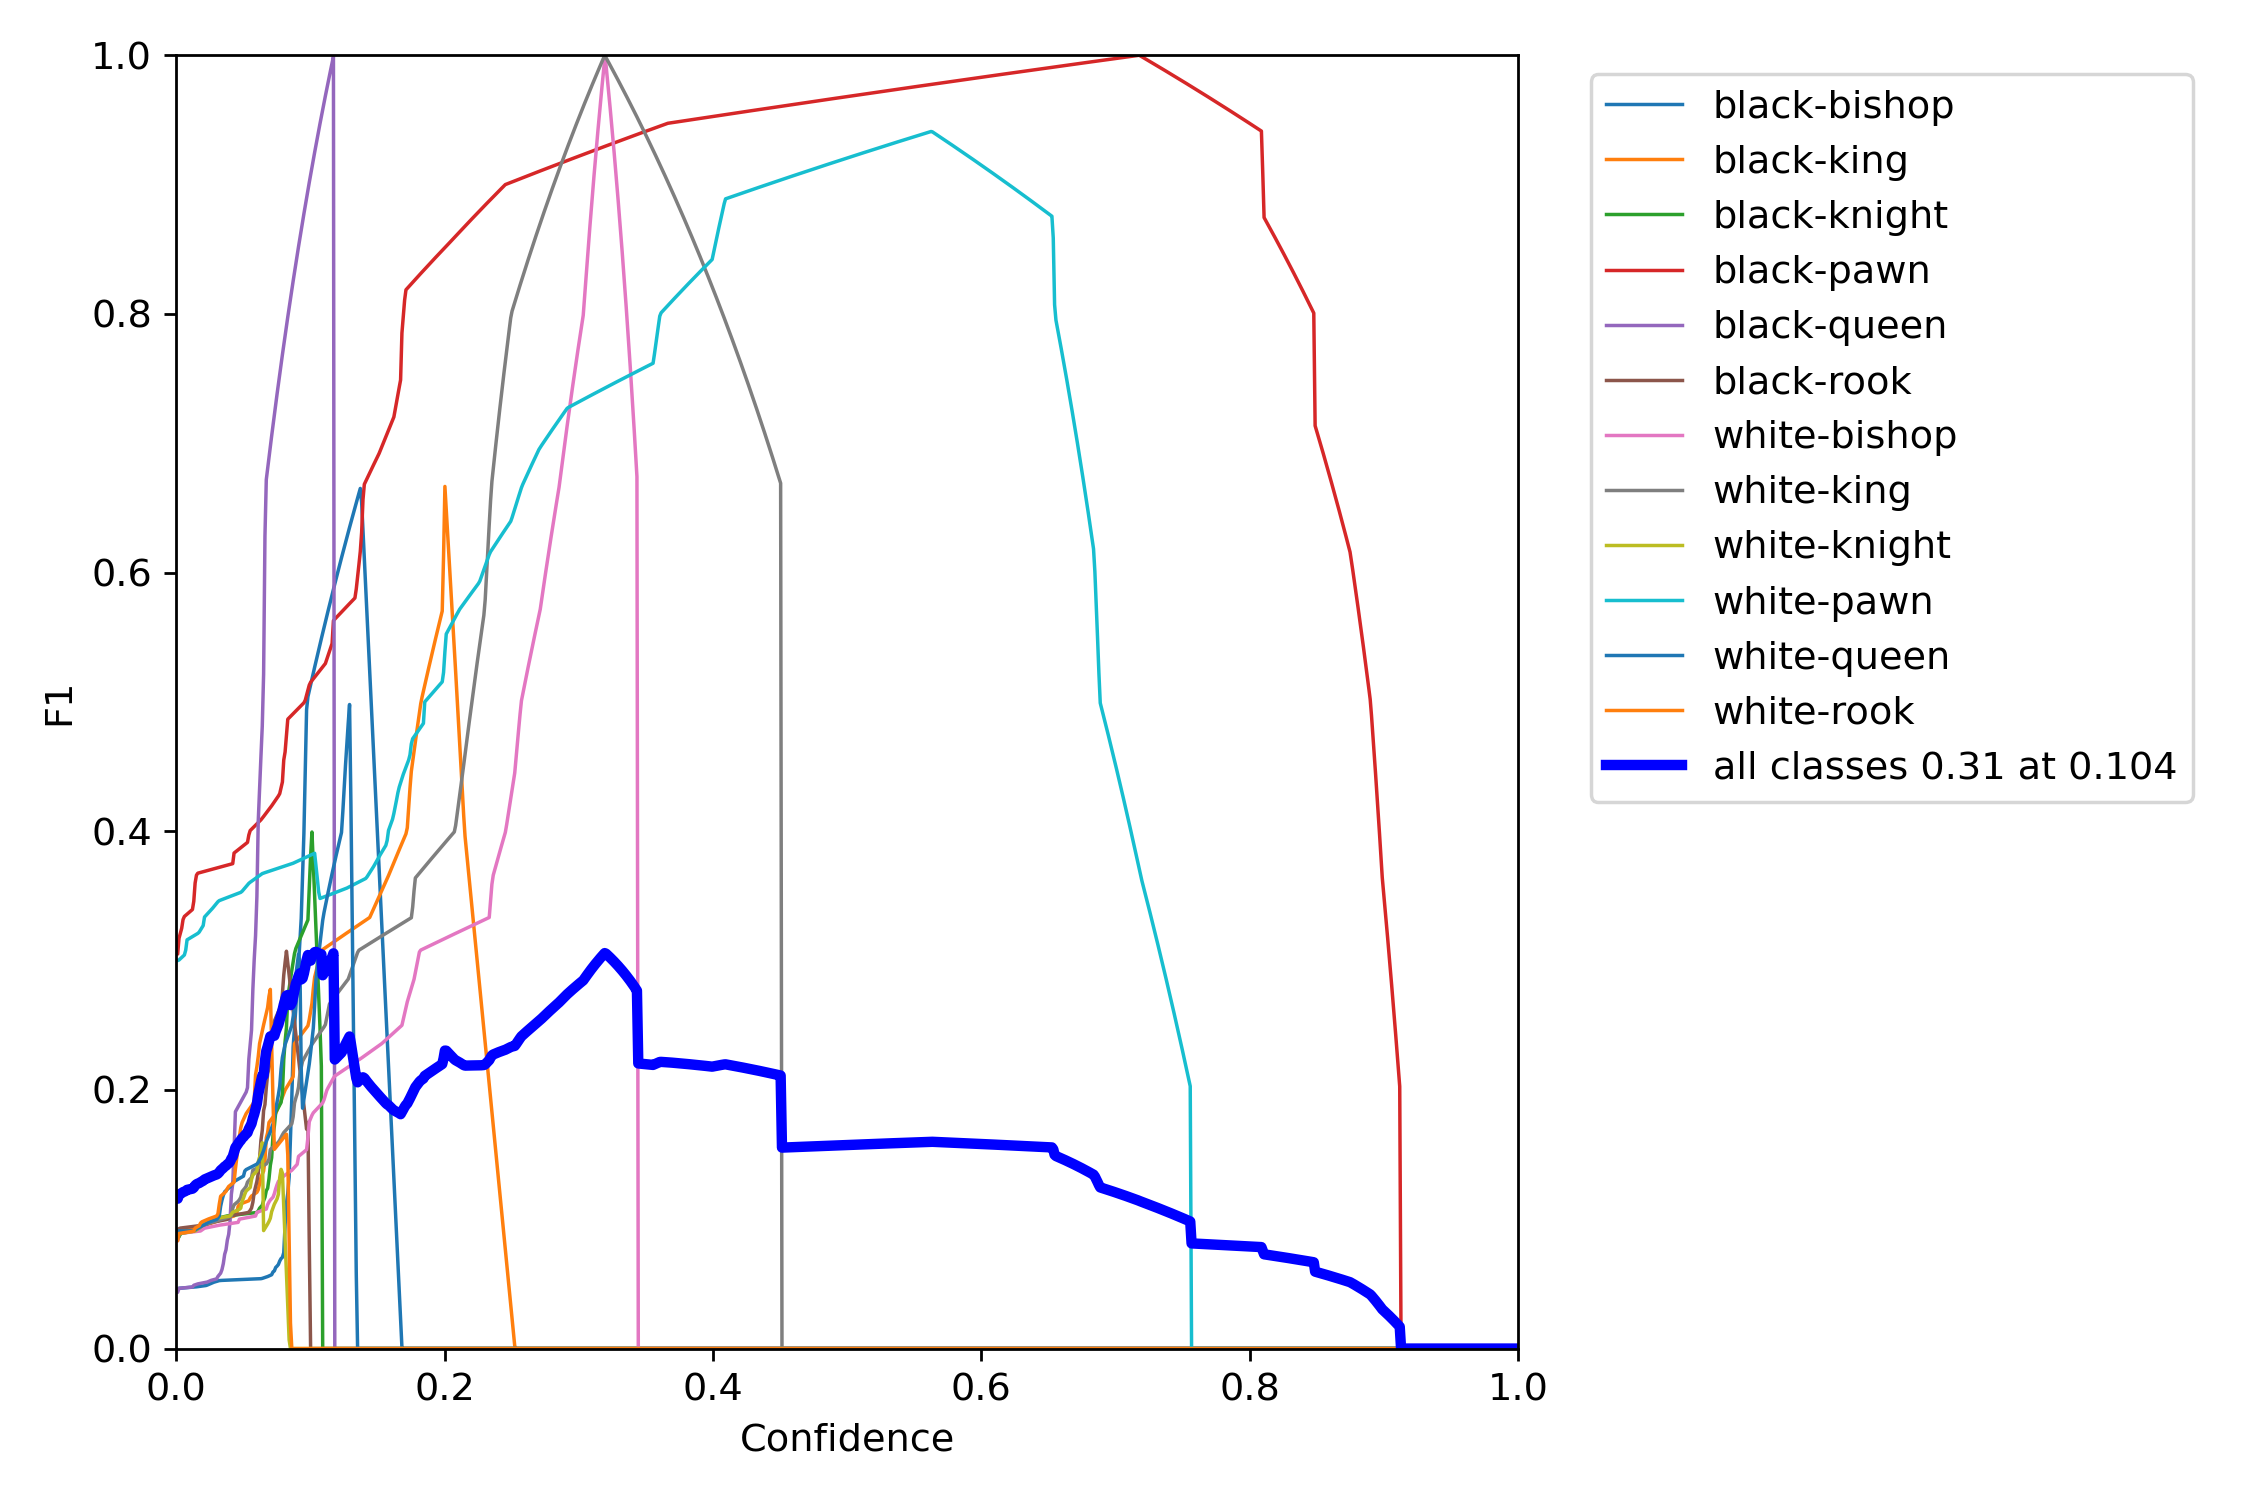 1.0
0.8
0.6
0.4
0.2
0.0
F1
0.0 0.2 0.4 0.6 0.8 1.0
Confidence
black-bishop
black-king
black-knight
black-pawn
black-queen
black-rook
white-bishop
white-king
white-knight
white-pawn
white-queen
white-rook
all classes 0.31 at 0.104